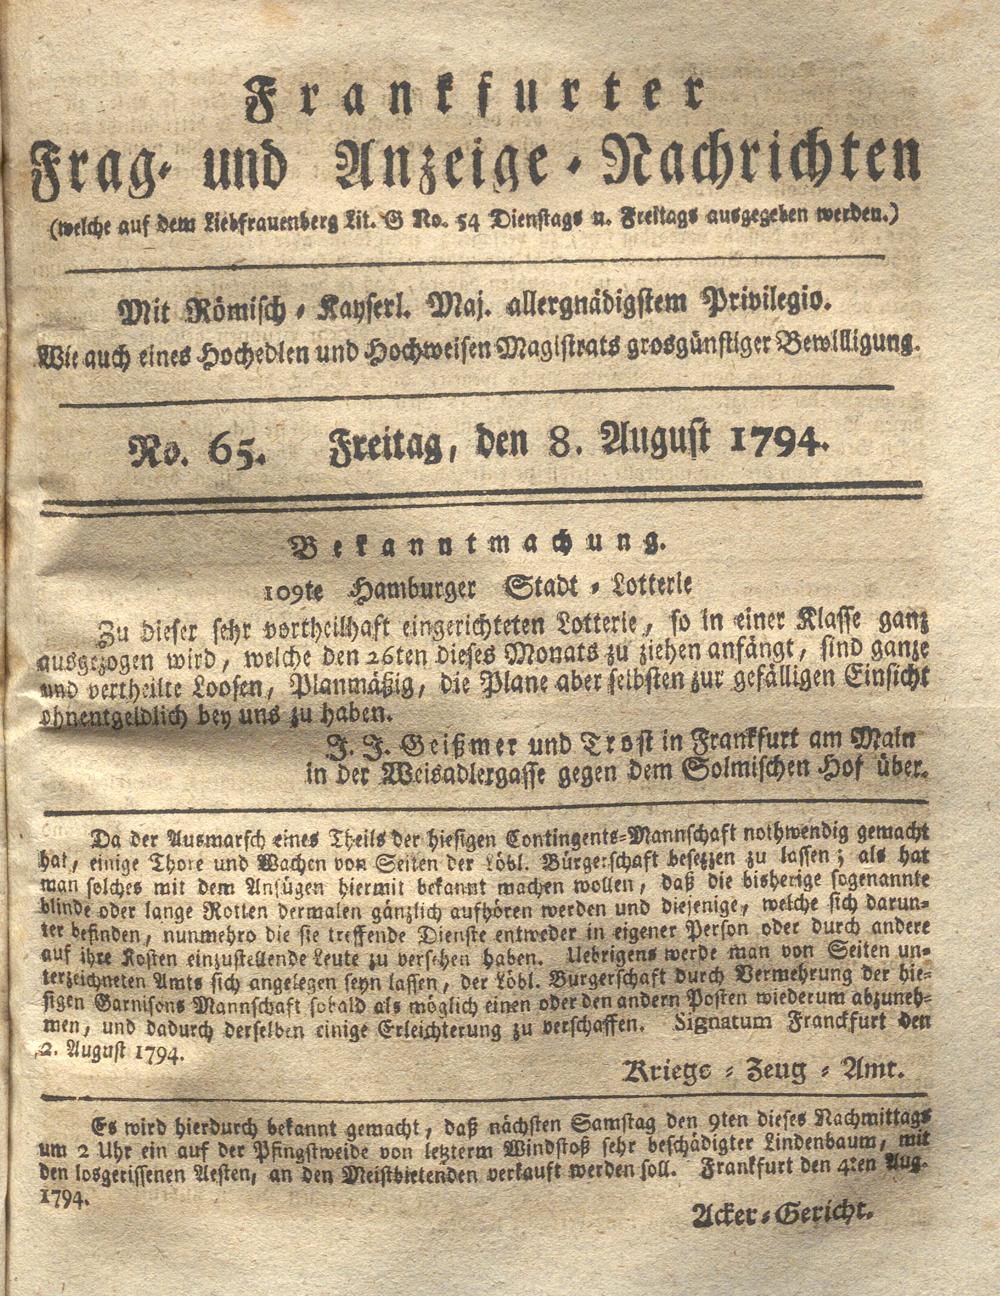 Frankfurter
Frag- und Anzeige-Nachrichten
(welche auf dem Liebfrauenberg Lit. G No. 54 Dienstags u. Freitags ausgegeben werden.)
Mit Römisch-Kayserl. Maj. allergnädigstem Privilegio.
Wie auch eines Hochedlen und Hochweisen Magistrats grosgünstiger Bewilligung.
No. 65. Freitag, den 8. August 1794.
Bekanntmachung.
109te Hamburger Stadt-Lotterie
Zu dieser sehr vortheilhaft eingerichteten Lotterie, so in einer Klasse ganz
ausgezogen wird, welche den 26ten dieses Monats zu ziehen anfängt, sind ganze
und vertheilte Loosen, Planmäßig, die Plane aber selbsten zur gefälligen Einsicht
ohnentgeldlich bey uns zu haben.
J. J. Geißmer und Trost in Frankfurt am Main
in der Weisadlergasse gegen dem Solmischen Hof über.
Da der Ausmarsch eines Theils der hiesigen Contingents-Mannschaft nothwendig gemacht
hat, einige Thore und Wachen von Seiten der Löbl. Bürgerschaft besetzen zu lassen; als hat
man solches mit dem Anfügen hiermit bekannt machen wollen, daß die bisherige sogenannte
blinde oder lange Rotten dermalen gänzlich aufhören werden und diejenige, welche sich darun-
ter befinden, nunmehro die sie treffende Dienste entweder in eigener Person oder durch andere
auf ihre Kosten einzustellende Leute zu versehen haben. Uebrigens werde man von Seiten un-
terzeichneten Amts sich angelegen seyn lassen, der Löbl. Bürgerschaft durch Vermehrung der hie-
sigen Garnisons Mannschaft sobald als möglich einen oder den andern Posten wiederum abzuneh-
men, und dadurch derselben einige Erleichterung zu verschaffen. Signatum Franckfurt den
2. August 1794.
Kriegs-Zeug-Amt.
Es wird hierdurch bekannt gemacht, daß nächsten Samstag den 9ten dieses Nachmittags
um 2 Uhr ein auf der Pfingstweide von letzterm Windstoß sehr beschädigter Lindenbaum, mit
den losgerissenen Aesten, an den Meistbietenden verkauft werden soll. Frankfurt den 4ten Aug.
1794.
Acker-Gericht.